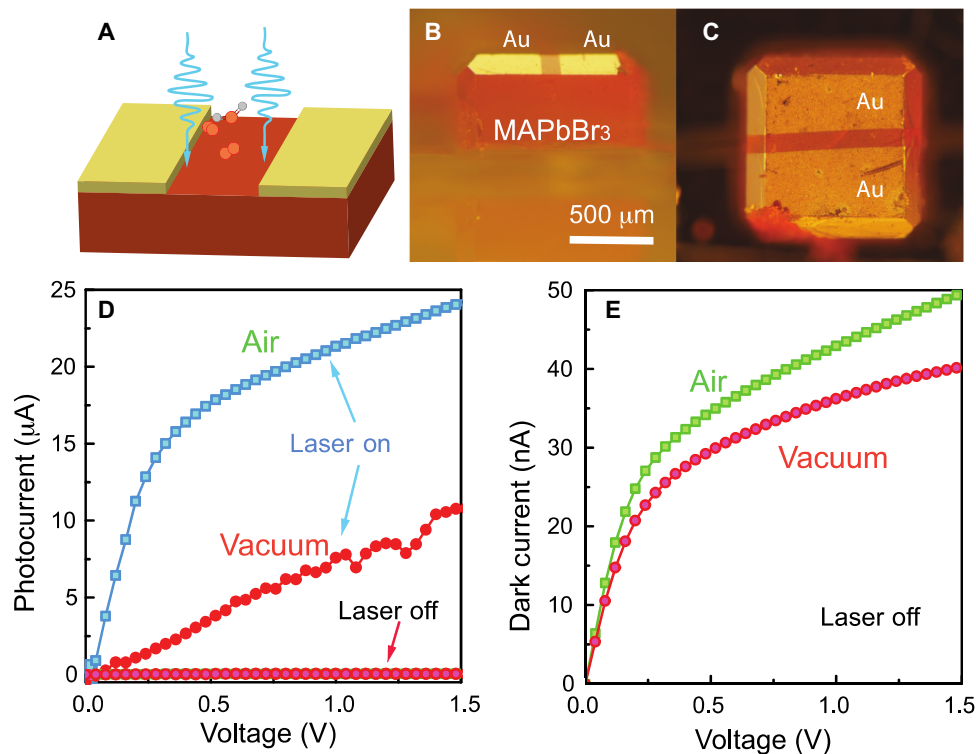 A
B
Au
Au
MAPbBr3
500 μm
C
Au
Au
D
25
20
15
10
5
0
Photocurrent (μA)
0.0
0.5
1.0
1.5
Voltage (V)
Air
Laser on
Vacuum
Laser off
E
50
40
30
20
10
0
Dark current (nA)
0.0
0.5
1.0
1.5
Voltage (V)
Air
Vacuum
Laser off